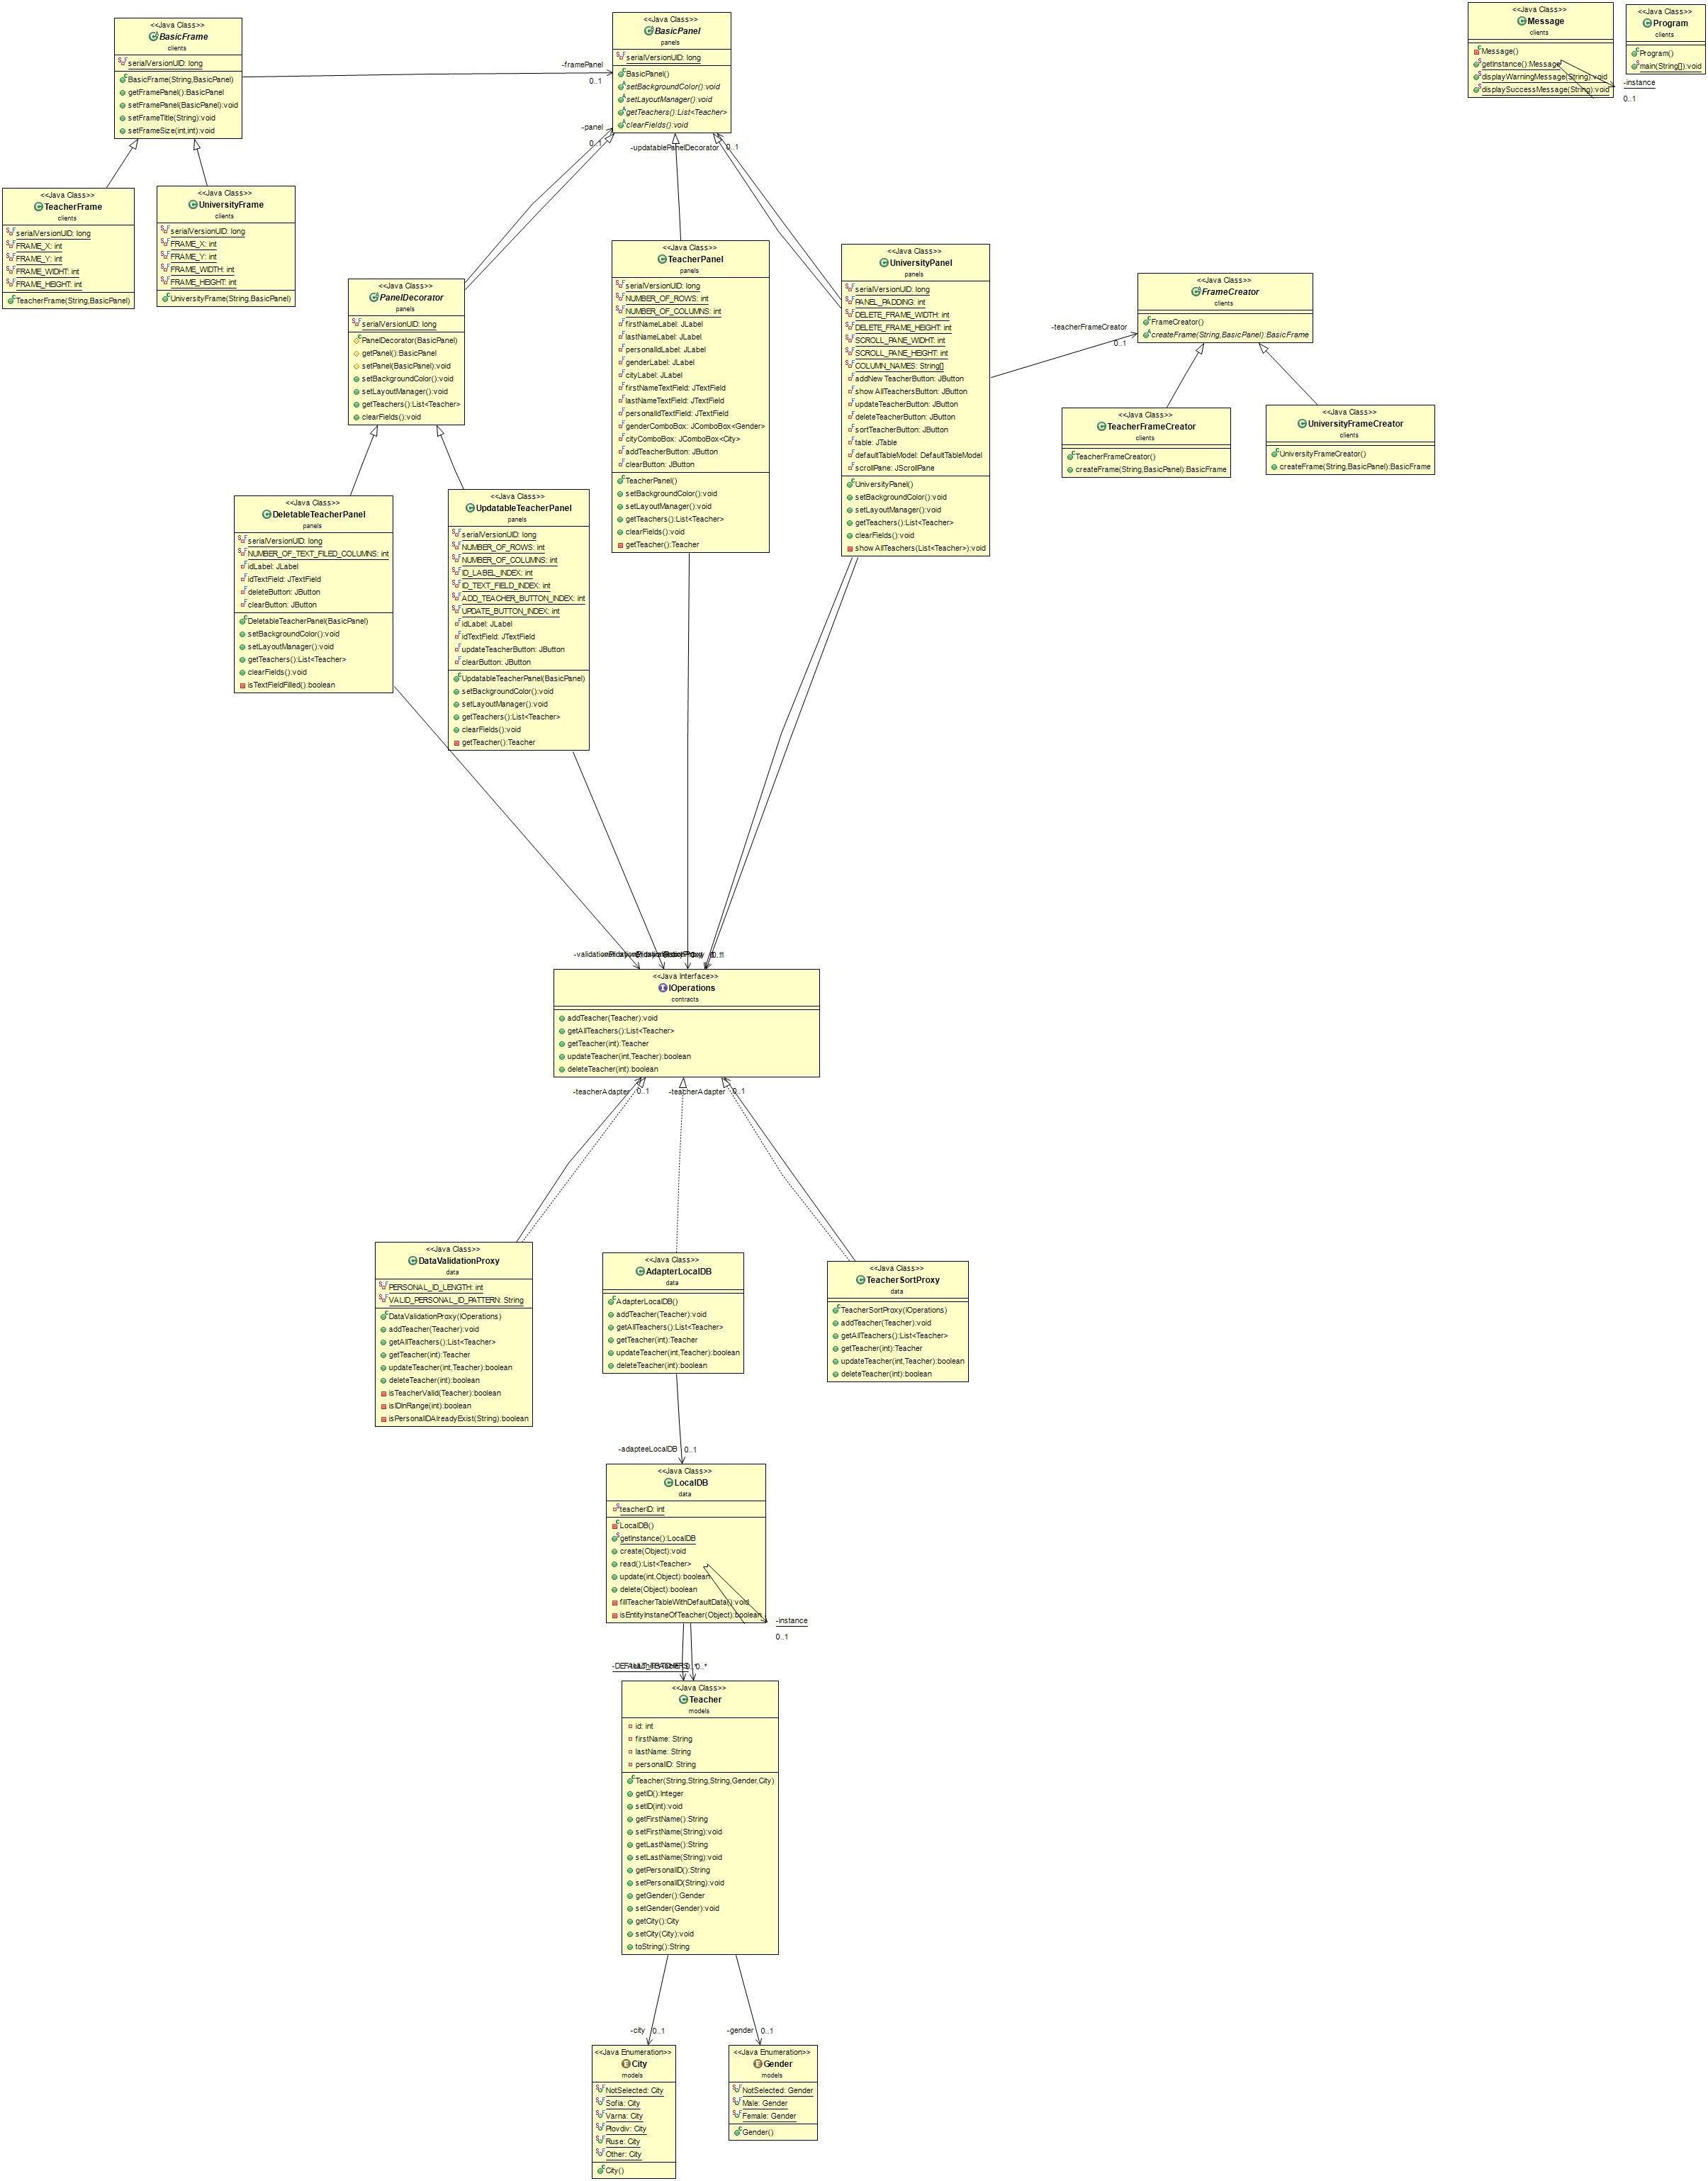 <<Java Class>>
BasicFrame
clients
serialVersionUID: long
BasicFrame(String,BasicPanel)
getFramePanel():BasicPanel
setFramePanel(BasicPanel):void
setFrameTitle(String):void
setFrameSize(int,int):void
-framePanel
0..1
<<Java Class>>
BasicPanel
panels
serialVersionUID: long
BasicPanel()
setBackgroundColor():void
setLayoutManager():void
getTeachers():List<Teacher>
clearFields():void
-panel
0..1
-updatablePanelDecorator
0..1
<<Java Class>>
Message
clients
Message()
getInstance():Message
displayWarningMessage(String):void
displaySuccessMessage(String):void
-instance
0..1
<<Java Class>>
Program
clients
Program()
main(String[]):void
<<Java Class>>
TeacherFrame
clients
serialVersionUID: long
FRAME_X: int
FRAME_Y: int
FRAME_WIDHT: int
FRAME_HEIGHT: int
TeacherFrame(String,BasicPanel)
<<Java Class>>
UniversityFrame
clients
serialVersionUID: long
FRAME_X: int
FRAME_Y: int
FRAME_WIDTH: int
FRAME_HEIGHT: int
UniversityFrame(String,BasicPanel)
<<Java Class>>
PanelDecorator
panels
serialVersionUID: long
PanelDecorator(BasicPanel)
getPanel():BasicPanel
setPanel(BasicPanel):void
setBackgroundColor():void
setLayoutManager():void
getTeachers():List<Teacher>
clearFields():void
<<Java Class>>
TeacherPanel
panels
serialVersionUID: long
NUMBER_OF_ROWS: int
NUMBER_OF_COLUMNS: int
firstNameLabel: JLabel
lastNameLabel: JLabel
personalIdLabel: JLabel
genderLabel: JLabel
cityLabel: JLabel
firstNameTextField: JTextField
lastNameTextField: JTextField
personalIdTextField: JTextField
genderComboBox: JComboBox<Gender>
cityComboBox: JComboBox<City>
addTeacherButton: JButton
clearButton: JButton
TeacherPanel()
setBackgroundColor():void
setLayoutManager():void
getTeachers():List<Teacher>
clearFields():void
getTeacher():Teacher
<<Java Class>>
UniversityPanel
panels
serialVersionUID: long
PANEL_PADDING: int
DELETE_FRAME_WIDTH: int
DELETE_FRAME_HEIGHT: int
SCROLL_PANE_WIDHT: int
SCROLL_PANE_HEIGHT: int
COLUMN_NAMES: String[]
addNewTeacherButton: JButton
showAllTeachersButton: JButton
updateTeacherButton: JButton
deleteTeacherButton: JButton
sortTeacherButton: JButton
table: JTable
defaultTableModel: DefaultTableModel
scrollPane: JScrollPane
UniversityPanel()
setBackgroundColor():void
setLayoutManager():void
getTeachers():List<Teacher>
clearFields():void
showAllTeachers(List<Teacher>):void
-teacherFrameCreator
0..1
<<Java Class>>
FrameCreator
clients
FrameCreator()
createFrame(String,BasicPanel):BasicFrame
<<Java Class>>
TeacherFrameCreator
clients
TeacherFrameCreator()
createFrame(String,BasicPanel):BasicFrame
<<Java Class>>
UniversityFrameCreator
clients
UniversityFrameCreator()
createFrame(String,BasicPanel):BasicFrame
<<Java Class>>
DeletableTeacherPanel
panels
serialVersionUID: long
NUMBER_OF_TEXT_FILED_COLUMNS: int
idLabel: JLabel
idTextField: JTextField
deleteButton: JButton
clearButton: JButton
DeletableTeacherPanel(BasicPanel)
setBackgroundColor():void
setLayoutManager():void
getTeachers():List<Teacher>
clearFields():void
isTextFieldFilled():boolean
<<Java Class>>
UpdatableTeacherPanel
panels
serialVersionUID: long
NUMBER_OF_ROWS: int
NUMBER_OF_COLUMNS: int
ID_LABEL_INDEX: int
ID_TEXT_FIELD_INDEX: int
ADD_TEACHER_BUTTON_INDEX: int
UPDATE_BUTTON_INDEX: int
idLabel: JLabel
idTextField: JTextField
updateTeacherButton: JButton
clearButton: JButton
UpdatableTeacherPanel(BasicPanel)
setBackgroundColor():void
setLayoutManager():void
getTeachers():List<Teacher>
clearFields():void
getTeacher():Teacher
<<Java Interface>>
IOperations
contracts
addTeacher(Teacher):void
getAllTeachers():List<Teacher>
getTeacher(int):Teacher
updateTeacher(int,Teacher):boolean
deleteTeacher(int):boolean
-teacherAdapter
0..1
-teacherAdapter
0..1
<<Java Class>>
DataValidationProxy
data
PERSONAL_ID_LENGTH: int
VALID_PERSONAL_ID_PATTERN: String
DataValidationProxy(IOperations)
addTeacher(Teacher):void
getAllTeachers():List<Teacher>
getTeacher(int):Teacher
updateTeacher(int,Teacher):boolean
deleteTeacher(int):boolean
isTeacherValid(Teacher):boolean
isIDInRange(int):boolean
isPersonalIDAlreadyExist(String):boolean
<<Java Class>>
AdapterLocalDB
data
AdapterLocalDB()
addTeacher(Teacher):void
getAllTeachers():List<Teacher>
getTeacher(int):Teacher
updateTeacher(int,Teacher):boolean
deleteTeacher(int):boolean
<<Java Class>>
TeacherSortProxy
data
TeacherSortProxy(IOperations)
addTeacher(Teacher):void
getAllTeachers():List<Teacher>
getTeacher(int):Teacher
updateTeacher(int,Teacher):boolean
deleteTeacher(int):boolean
-adapteeLocalDB
0..1
<<Java Class>>
LocalDB
data
teacherID: int
LocalDB()
getInstance():LocalDB
create(Object):void
read():List<Teacher>
update(int,Object):boolean
delete(Object):boolean
fillTeacherTableWithDefaultData():void
isEntityInstaneOfTeacher(Object):boolean
-instance
0..1
0..*
<<Java Class>>
Teacher
models
id: int
firstName: String
lastName: String
personalID: String
Teacher(String,String,String,Gender,City)
getID():Integer
setID(int):void
getFirstName():String
setFirstName(String):void
getLastName():String
setLastName(String):void
getPersonalID():String
setPersonalID(String):void
getGender():Gender
setGender(Gender):void
getCity():City
setCity(City):void
toString():String
-city
0..1
-gender
0..1
<<Java Enumeration>>
City
models
NotSelected: City
Sofia: City
Varna: City
Plovdiv: City
Ruse: City
Other: City
City()
<<Java Enumeration>>
Gender
models
NotSelected: Gender
Male: Gender
Female: Gender
Gender()